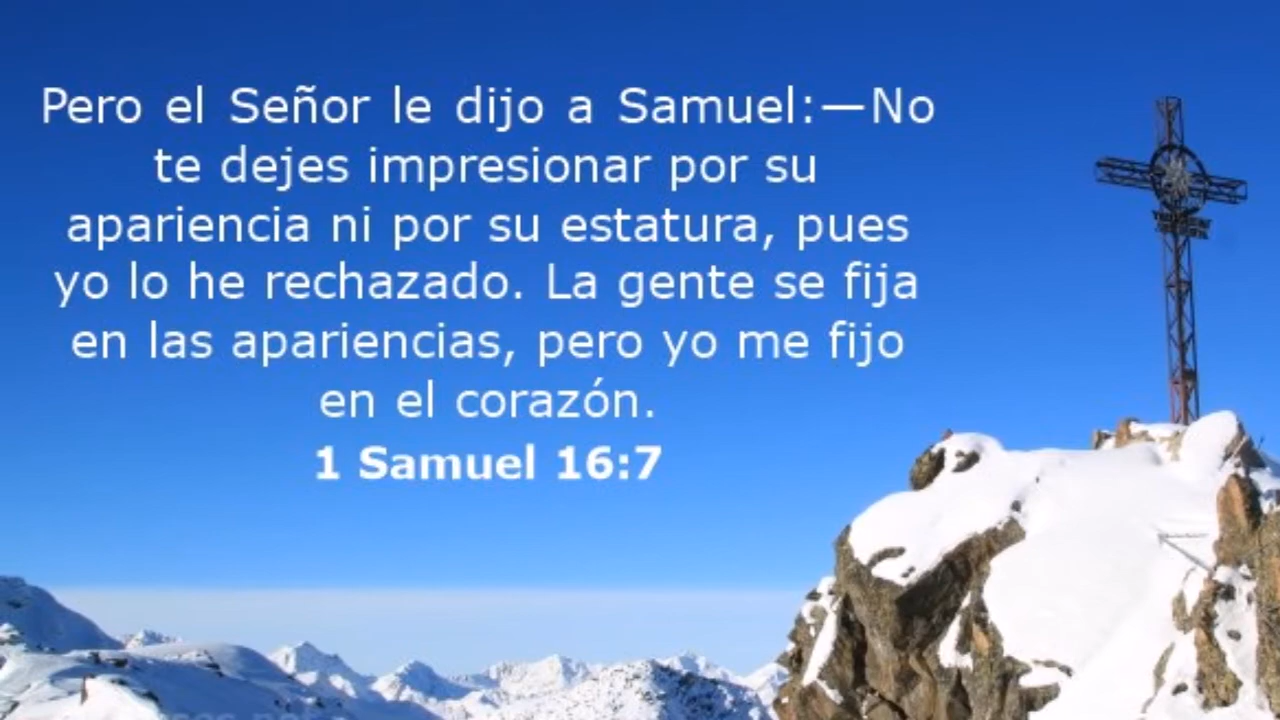 Pero el Señor le dijo a Samuel:—No
te dejes impresionar por su
apariencia ni por su estatura, pues
yo lo he rechazado. La gente se fija
en las apariencias, pero yo me fijo
en el corazón.
1 Samuel 16:7